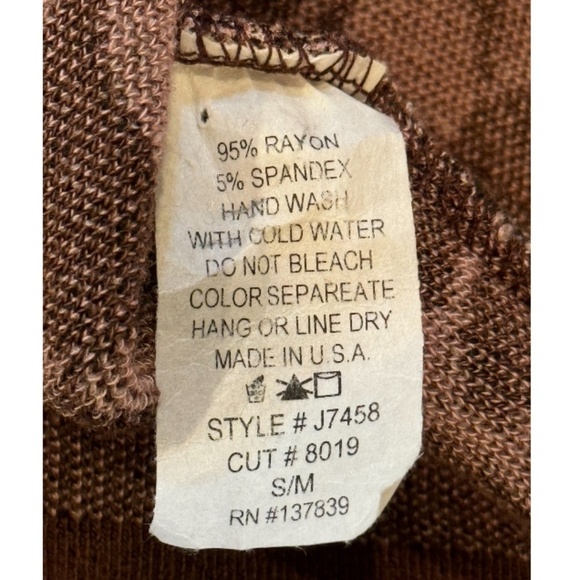 95% RAYON
5% SPANDEX
HAND WASH
WITH COLD WATER
DO NOT BLEACH
COLOR SEPAREATE
HANG OR LINE DRY
MADE IN U.S.A.
STYLE # J7458
CUT # 8019
S/M
RN #137839